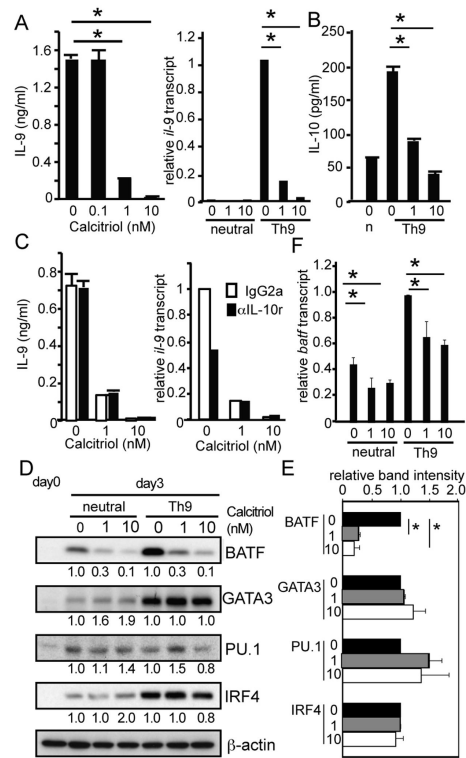 A
IL-9 (ng/ml)
1.6
1.2
0.8
0.4
0
0 0.1 1 10
Calcitriol (nM)
*
*
relative il-9 transcript
1
0.8
0.6
0.4
0.2
0
0 1 10 0 1 10
neutral Th9
*
*
B
IL-10 (pg/ml)
250
200
150
100
50
0
0 0 1 10
n Th9
*
*
C
IL-9 (ng/ml)
0.9
0.6
0.3
0
0 1 10
Calcitriol (nM)
IgG2a
αIL-10r
relative il-9 transcript
1
0.8
0.6
0.4
0.2
0
0 1 10
Calcitriol (nM)
F
relative batf transcript
1.2
1.0
0.8
0.6
0.4
0.2
0
0 1 10 0 1 10
neutral Th9
*
*
*
*
D
day0 day3
neutral Th9
0 1 10 0 1 10 Calcitriol (nM)
BATF
1.0 0.3 0.1 1.0 0.3 0.1
GATA3
1.0 1.6 1.9 1.0 1.0 1.0
PU.1
1.0 1.1 1.4 1.0 1.5 0.8
IRF4
1.0 1.0 2.0 1.0 1.0 0.8
β-actin
E
relative band intensity
0 0.5 1.0 1.5 2.0
BATF 0
1
10
* *
GATA3 0
1
10
PU.1 0
1
10
IRF4 0
1
10